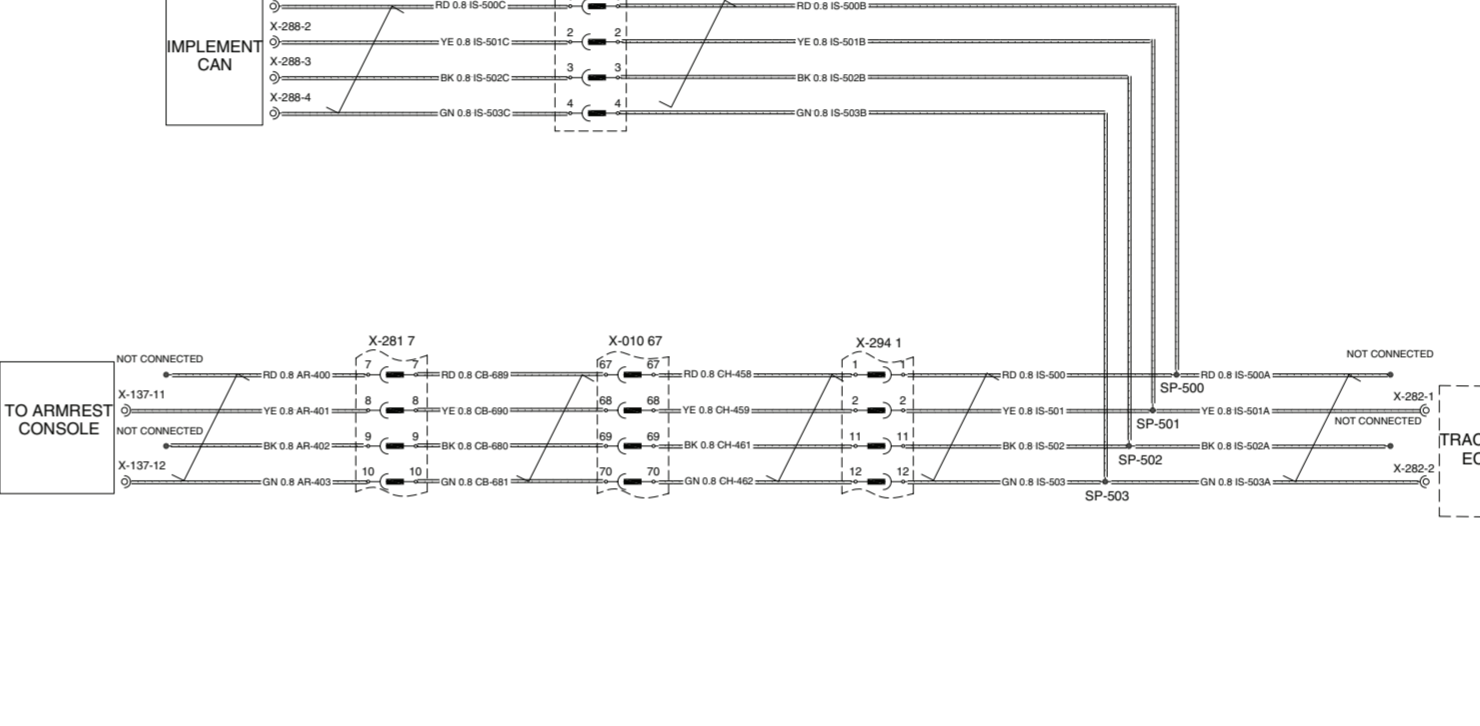 RD 0.8 IS-500C
RD 0.8 IS-500B
X-288-2
YE 0.8 IS-501C
2
2
YE 0.8 IS-501B
IMPLEMENT
CAN
X-288-3
BK 0.8 IS-502C
3
3
BK 0.8 IS-502B
X-288-4
GN 0.8 IS-503C
4
4
GN 0.8 IS-503B
X-281 7
X-010 67
X-294 1
NOT CONNECTED
NOT CONNECTED
RD 0.8 AR-400
7
7
RD 0.8 CB-689
67
67
RD 0.8 CH-458
1
1
RD 0.8 IS-500
SP-500
RD 0.8 IS-500A
TO ARMREST
CONSOLE
X-137-11
YE 0.8 AR-401
8
8
YE 0.8 CB-690
68
68
YE 0.8 CH-459
2
2
YE 0.8 IS-501
SP-501
YE 0.8 IS-501A
X-282-1
NOT CONNECTED
NOT CONNECTED
BK 0.8 AR-402
9
9
BK 0.8 CB-680
69
69
BK 0.8 CH-461
11
11
BK 0.8 IS-502
SP-502
BK 0.8 IS-502A
X-137-12
GN 0.8 AR-403
10
10
GN 0.8 CB-681
70
70
GN 0.8 CH-462
12
12
GN 0.8 IS-503
SP-503
GN 0.8 IS-503A
X-282-2